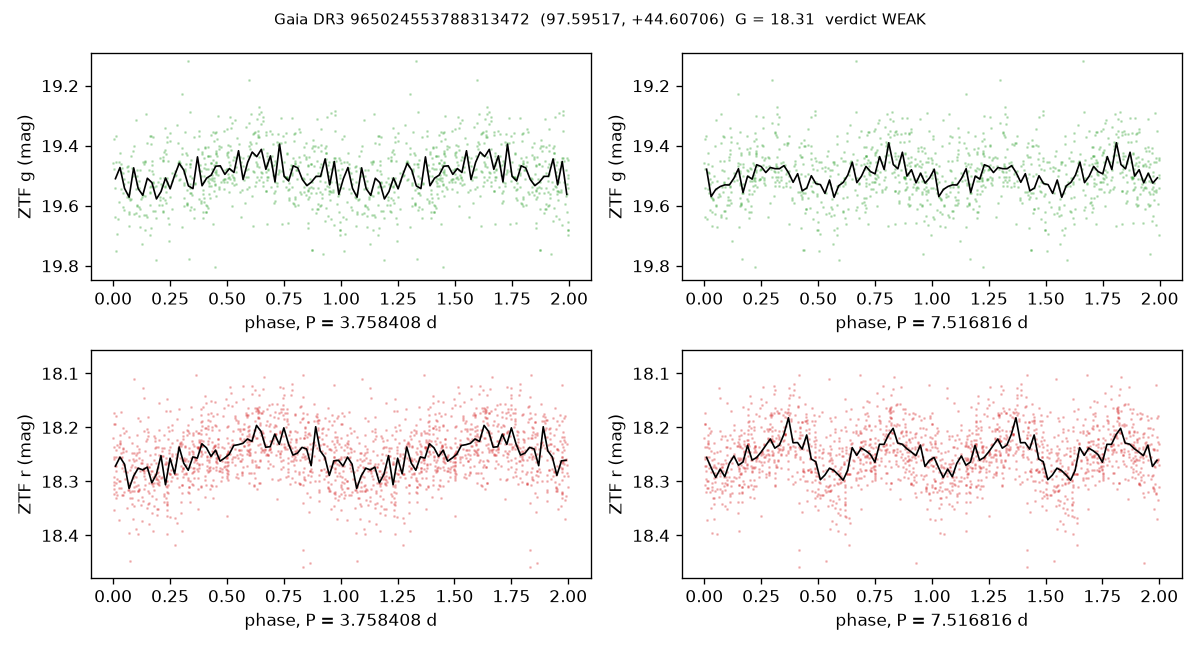 Gaia DR3 965024553788313472 (97.59517, +44.60706) G = 18.31 verdict WEAK
ZTF g (mag)
19.2
19.4
19.6
19.8
0.00 0.25 0.50 0.75 1.00 1.25 1.50 1.75 2.00
phase, P = 3.758408 d
ZTF g (mag)
19.2
19.4
19.6
19.8
0.00 0.25 0.50 0.75 1.00 1.25 1.50 1.75 2.00
phase, P = 7.516816 d
ZTF r (mag)
18.1
18.2
18.3
18.4
0.00 0.25 0.50 0.75 1.00 1.25 1.50 1.75 2.00
phase, P = 3.758408 d
ZTF r (mag)
18.1
18.2
18.3
18.4
0.00 0.25 0.50 0.75 1.00 1.25 1.50 1.75 2.00
phase, P = 7.516816 d